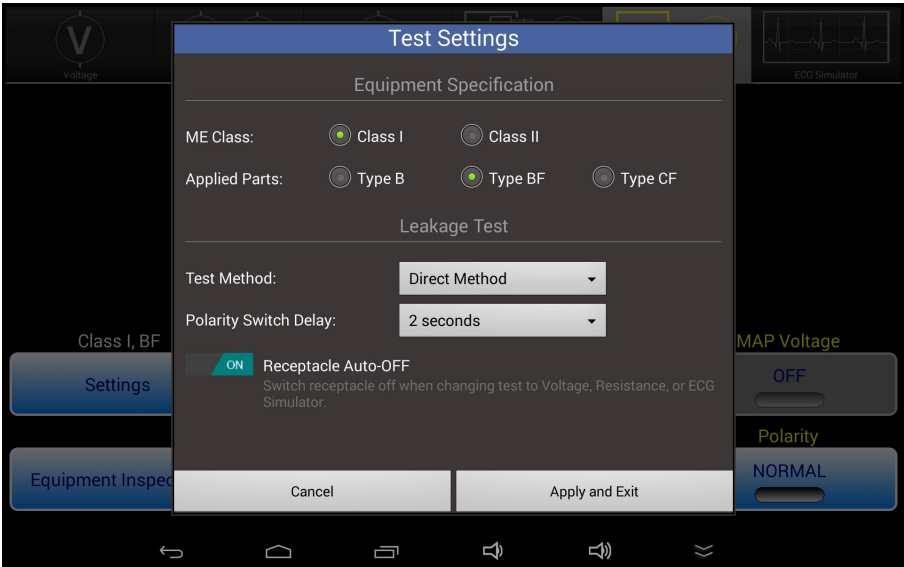 V
Voltage
Test Settings
ECG Simulator
Equipment Specification
ME Class:
Class I
Class II
Applied Parts:
Type B
Type BF
Type CF
Leakage Test
Test Method:
Direct Method
Polarity Switch Delay:
2 seconds
ON
Receptacle Auto-OFF
Switch receptacle off when changing test to Voltage, Resistance, or ECG
Simulator.
Class I, BF
Settings
MAP Voltage
OFF
Polarity
Equipment Inspec
NORMAL
Cancel
Apply and Exit